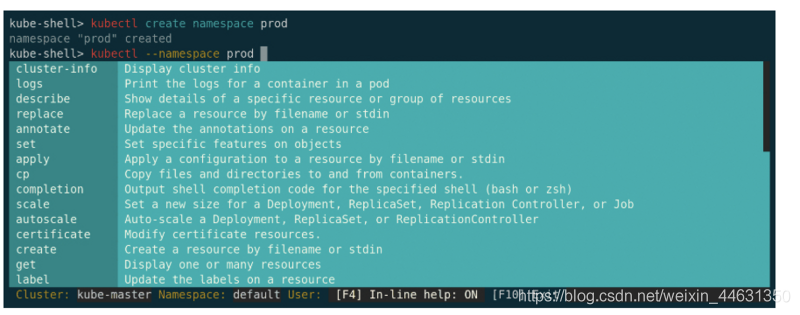 kube-shell> kubectl create namespace prod
namespace "prod" created
kube-shell> kubectl --namespace prod
cluster-info Display cluster info
logs Print the logs for a container in a pod
describe Show details of a specific resource or group of resources
replace Replace a resource by filename or stdin
annotate Update the annotations on a resource
set Set specific features on objects
apply Apply a configuration to a resource by filename or stdin
cp Copy files and directories to and from containers.
completion Output shell completion code for the specified shell (bash or zsh)
scale Set a new size for a Deployment, ReplicaSet, Replication Controller, or Job
autoscale Auto-scale a Deployment, ReplicaSet, or ReplicationController
certificate Modify certificate resources.
create Create a resource by filename or stdin
get Display one or many resources
label Update the labels on a resource
Cluster: kube-master Namespace: default User: [F4] In-line help: ON [F10] Exit
https://blog.csdn.net/weixin_44631350